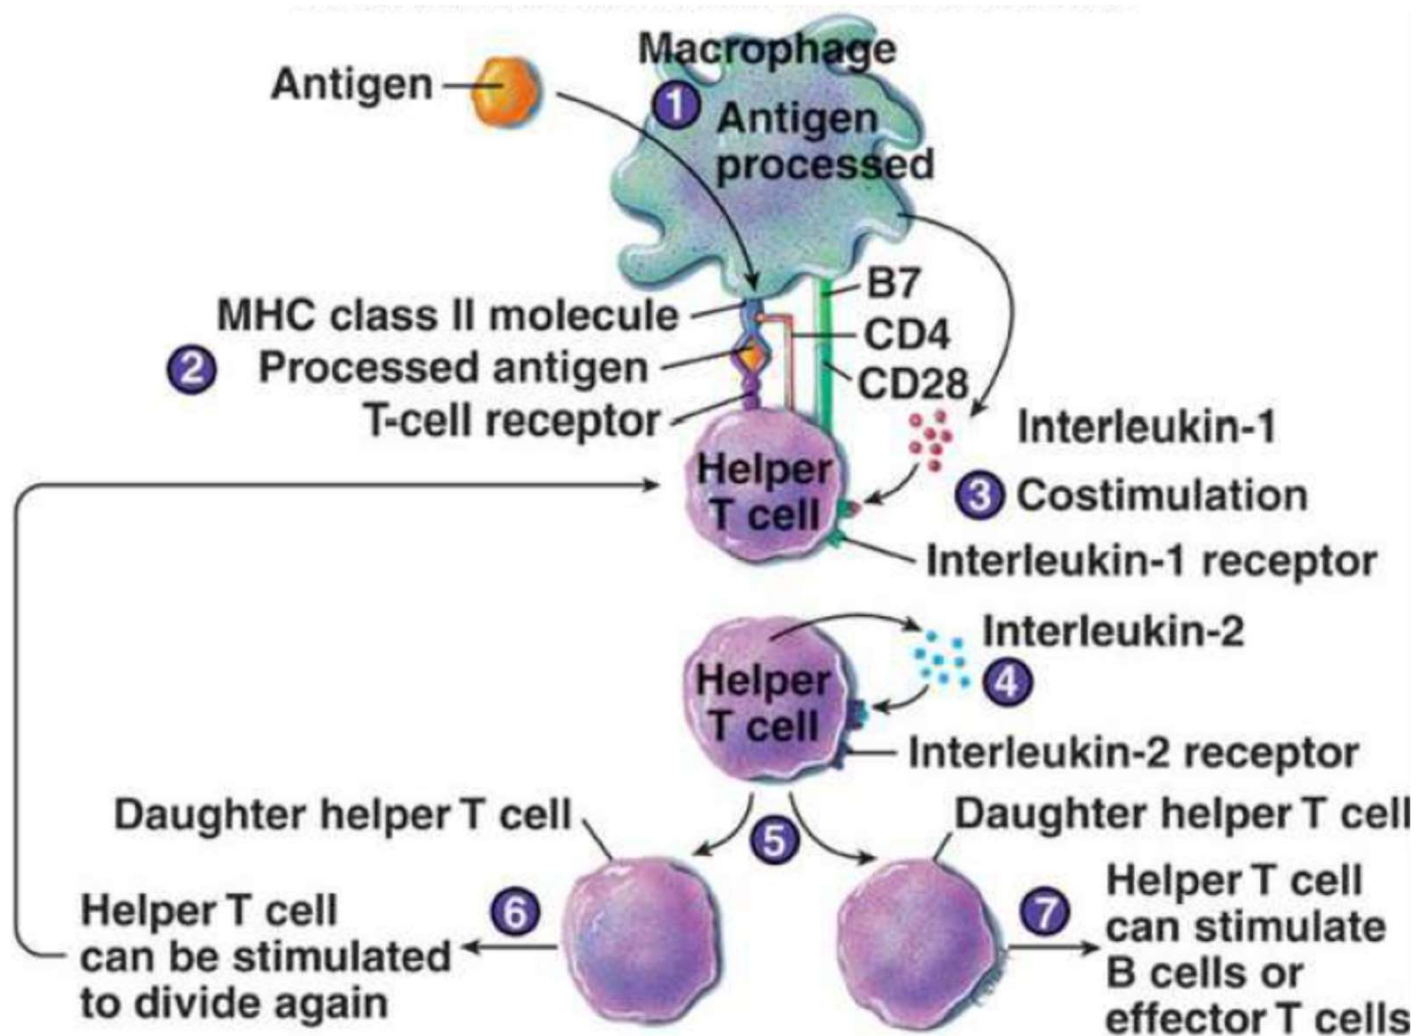 Macrophage
Antigen
1
Antigen
processed
B7
MHC class II molecule
CD4
2
Processed antigen
CD28
T-cell receptor
Interleukin-1
Helper
T cell
3
Costimulation
Interleukin-1 receptor
Interleukin-2
Helper
T cell
4
Interleukin-2 receptor
Daughter helper T cell
5
Daughter helper T cell
6
Helper T cell
can be stimulated
to divide again
7
Helper T cell
can stimulate
B cells or
effector T cells